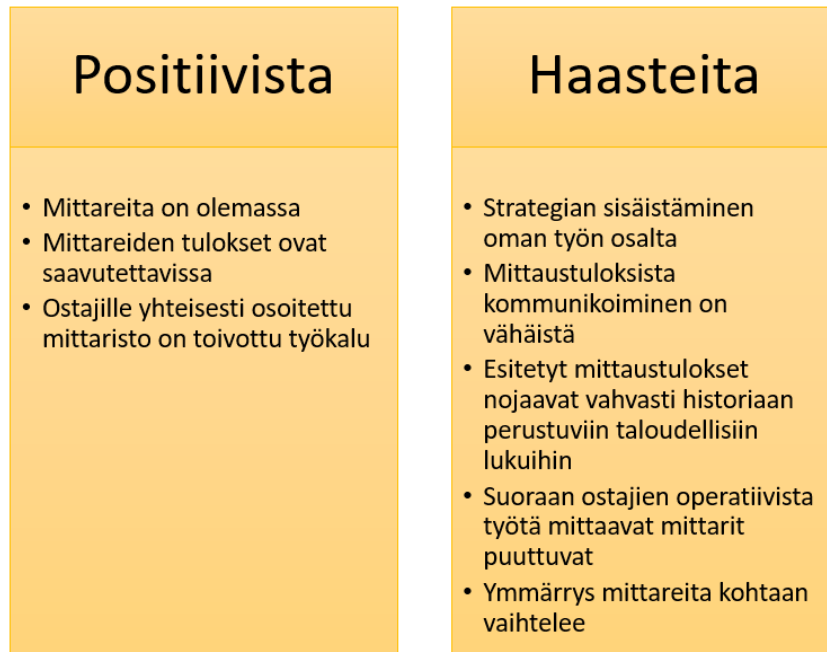 Positiivista
• Mittareita on olemassa
• Mittareiden tulokset ovat
saavutettavissa
• Ostajille yhteisesti osoitettu
mittaristo on toivottu työkalu
Haasteita
• Strategian sisäistäminen
oman työn osalta
• Mittaustuloksista
kommunikoiminen on
vähäistä
• Esitetyt mittaustulokset
nojaavat vahvasti historiaan
perustuviin taloudellisiin
lukuihin
• Suoraan ostajien operatiivista
työtä mittaavat mittarit
puuttuvat
• Ymmärrys mittareita kohtaan
vaihtelee